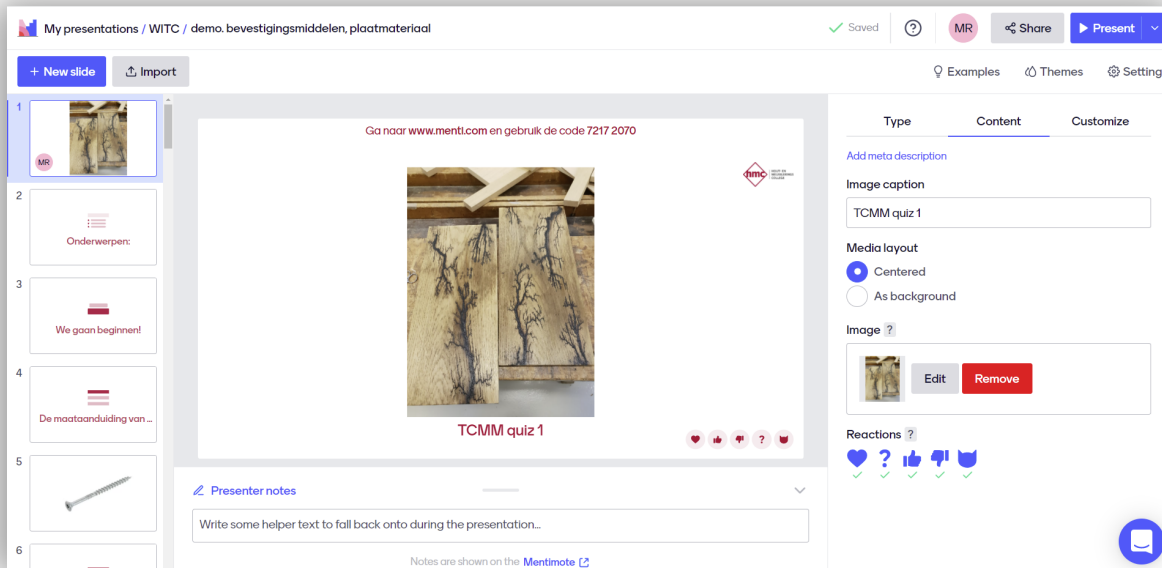 My presentations / WITC / demo. bevestigingsmiddelen, plaatmateriaal
Saved
?
MR
Share
Present
+ New slide
Import
Examples
Themes
Setting
1
MR
2
Onderwerpen:
3
We gaan beginnen!
4
De maataanduiding van ...
5
6
Ga naar www.menti.com en gebruik de code 7217 2070
hmc
TCMM quiz 1
?
Presenter notes
Write some helper text to fall back onto during the presentation...
Notes are shown on the Mentimote
Type
Content
Customize
Add meta description
Image caption
TCMM quiz 1
Media layout
Centered
As background
Image ?
Edit
Remove
Reactions ?
?